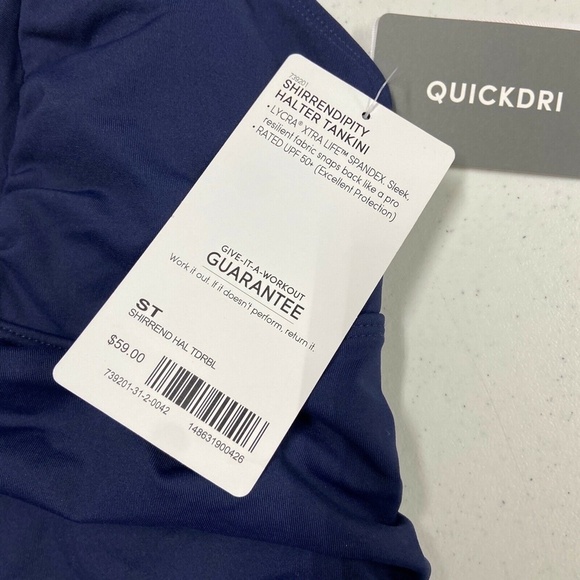 QUICKDRI
739201
SHIRRENDIPITY
HALTER TANKINI
• LYCRA® XTRA LIFE™ SPANDEX. Sleek,
resilient fabric snaps back like a pro
• RATED UPF 50+ (Excellent Protection)
GIVE-IT-A-WORKOUT
GUARANTEE
Work it out. If it doesn't perform, return it.
ST
SHIRREND HAL TDRBL
$59.00
739201-31-2-0042
148631900426